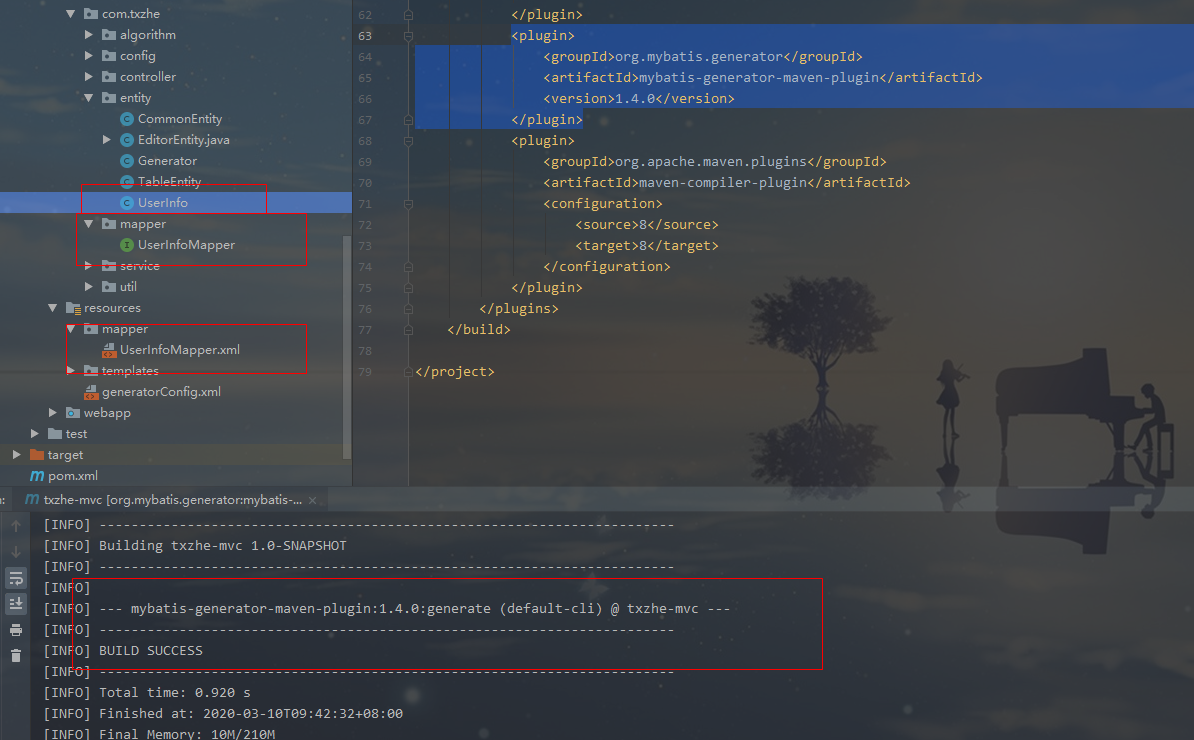 com.txzhe
algorithm
config
controller
entity
CommonEntity
EditorEntity.java
Generator
TableEntity
UserInfo
mapper
UserInfoMapper
service
util
resources
mapper
UserInfoMapper.xml
templates
generatorConfig.xml
webapp
test
target
pom.xml
62 </plugin>
63 <plugin>
64 <groupId>org.mybatis.generator</groupId>
65 <artifactId>mybatis-generator-maven-plugin</artifactId>
66 <version>1.4.0</version>
67 </plugin>
68 <plugin>
69 <groupId>org.apache.maven.plugins</groupId>
70 <artifactId>maven-compiler-plugin</artifactId>
71 <configuration>
72 <source>8</source>
73 <target>8</target>
74 </configuration>
75 </plugin>
76 </plugins>
77 </build>
78
79 </project>
txzhe-mvc [org.mybatis.generator:mybatis-...
[INFO] ------------------------------------------------------------------------
[INFO] Building txzhe-mvc 1.0-SNAPSHOT
[INFO] ------------------------------------------------------------------------
[INFO]
[INFO] --- mybatis-generator-maven-plugin:1.4.0:generate (default-cli) @ txzhe-mvc ---
[INFO] ------------------------------------------------------------------------
[INFO] BUILD SUCCESS
[INFO] ------------------------------------------------------------------------
[INFO] Total time: 0.920 s
[INFO] Finished at: 2020-03-10T09:42:32+08:00
[INFO] Final Memory: 10M/210M